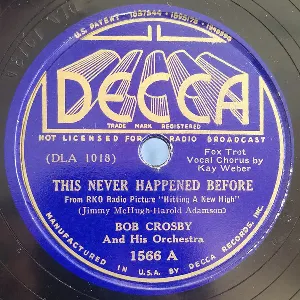 U.S. PATENT 1637544 - 1595172 - 1702564
DECCA
TRADE MARK REGISTERED
NOT LICENSED FOR RADIO BROADCAST
(DLA 1018)
Fox Trot
Vocal Chorus by
Kay Weber
THIS NEVER HAPPENED BEFORE
From RKO Radio Picture "Hitting A New High"
(Jimmy McHugh-Harold Adamson)
BOB CROSBY
And His Orchestra
1566 A
MANUFACTURED IN U.S.A. BY DECCA RECORDS, INC.